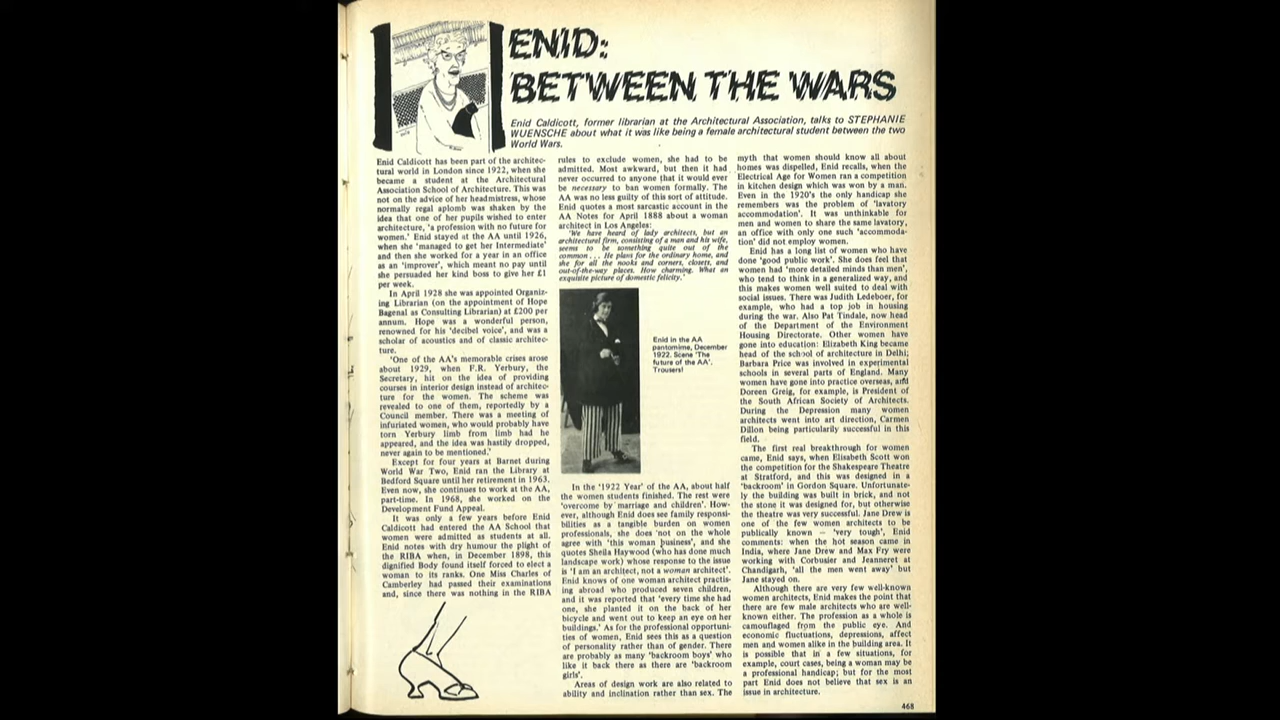 ENID:
BETWEEN THE WARS
Enid Caldicott, former librarian at the Architectural Association, talks to STEPHANIE
WUENSCHE about what it was like being a female architectural student between the two
World Wars.
Enid Caldicott has been part of the architec-
tural world in London since 1922, when she
became a student at the Architectural
Association School of Architecture. This was
not on the advice of her headmistress, whose
normally regal aplomb was shaken by the
idea that one of her pupils wished to enter
architecture, 'a profession with no future for
women.' Enid stayed at the AA until 1926,
when she 'managed to get her Intermediate'
and then she worked for a year in an office
as an 'improver', which meant no pay until
she persuaded her kind boss to give her £1
per week.
In April 1928 she was appointed Organiz-
ing Librarian (on the appointment of Hope
Bagenal as Consulting Librarian) at £200 per
annum. Hope was a wonderful person,
renowned for his 'decibel voice', and was a
scholar of acoustics and of classic architec-
ture.
'One of the AA's memorable crises arose
about 1929, when F.R. Yerbury, the
Secretary, hit on the idea of providing
courses in interior design instead of architec-
ture for the women. The scheme was
revealed to one of them, reportedly by a
Council member. There was a meeting of
infuriated women, who would probably have
torn Yerbury limb from limb had he
appeared, and the idea was hastily dropped,
never again to be mentioned.'
Except for four years at Barnet during
World War Two, Enid ran the Library at
Bedford Square until her retirement in 1963.
Even now, she continues to work at the AA,
part-time. In 1968, she worked on the
Development Fund Appeal.
It was only a few years before Enid
Caldicott had entered the AA School that
women were admitted as students at all.
Enid notes with dry humour the plight of
the RIBA when, in December 1898, this
dignified Body found itself forced to elect a
woman to its ranks. One Miss Charles of
Camberley had passed their examinations
and, since there was nothing in the RIBA
rules to exclude women, she had to be
admitted. Most awkward, but then it had
never occurred to anyone that it would ever
be necessary to ban women formally. The
AA was no less guilty of this sort of attitude.
Enid quotes a most sarcastic account in the
AA Notes for April 1888 about a woman
architect in Los Angeles:
'We have heard of lady architects, but an
architectural firm, consisting of a man and his wife,
seems to be something quite out of the
common . . . He plans for the ordinary home, and
she for all the nooks and corners, closets, and
out-of-the-way places. How charming. What an
exquisite picture of domestic felicity.'
Enid in the AA
pantomime, December
1922. Scene 'The
future of the AA'.
Trousers!
In the '1922 Year' of the AA, about half
the women students finished. The rest were
'overcome by marriage and children'. How-
ever, although Enid does see family responsi-
bilities as a tangible burden on women
professionals, she does not on the whole
agree with 'this woman business', and she
quotes Sheila Haywood (who has done much
landscape work) whose response to the issue
is 'I am an architect, not a woman architect'.
Enid knows of one woman architect practis-
ing abroad who produced seven children,
and it was reported that 'every time she had
one, she planted it on the back of her
bicycle and went out to keep an eye on her
buildings.' As for the professional opportuni-
ties of women, Enid sees this as a question
of personality rather than of gender. There
are probably as many 'backroom boys' who
like it back there as there are 'backroom
girls'.
Areas of design work are also related to
ability and inclination rather than sex. The
myth that women should know all about
homes was dispelled, Enid recalls, when the
Electrical Age for Women ran a competition
in kitchen design which was won by a man.
Even in the 1920's the only handicap she
remembers was the problem of 'lavatory
accommodation'. It was unthinkable for
men and women to share the same lavatory,
an office with only one such 'accommoda-
tion' did not employ women.
Enid has a long list of women who have
done 'good public work'. She does feel that
women had 'more detailed minds than men',
who tend to think in a generalized way, and
this makes women well suited to deal with
social issues. There was Judith Ledeboer, for
example, who had a top job in housing
during the war. Also Pat Tindale, now head
of the Department of the Environment
Housing Directorate. Other women have
gone into education: Elizabeth King became
head of the school of architecture in Delhi;
Barbara Price was involved in experimental
schools in several parts of England. Many
women have gone into practice overseas, and
Doreen Greig, for example, is President of
the South African Society of Architects.
During the Depression many women
architects went into art direction, Carmen
Dillon being particularily successful in this
field.
The first real breakthrough for women
came, Enid says, when Elisabeth Scott won
the competition for the Shakespeare Theatre
at Stratford, and this was designed in a
'backroom' in Gordon Square. Unfortunate-
ly the building was built in brick, and not
the stone it was designed for, but otherwise
the theatre was very successful. Jane Drew is
one of the few women architects to be
publically known — 'very tough', Enid
comments: when the hot season came in
India, where Jane Drew and Max Fry were
working with Corbusier and Jeanneret at
Chandigarh, 'all the men went away' but
Jane stayed on.
Although there are very few well-known
women architects, Enid makes the point that
there are few male architects who are well-
known either. The profession as a whole is
camouflaged from the public eye. And
economic fluctuations, depressions, affect
men and women alike in the building area. It
is possible that in a few situations, for
example, court cases, being a woman may be
a professional handicap; but for the most
part Enid does not believe that sex is an
issue in architecture.
468